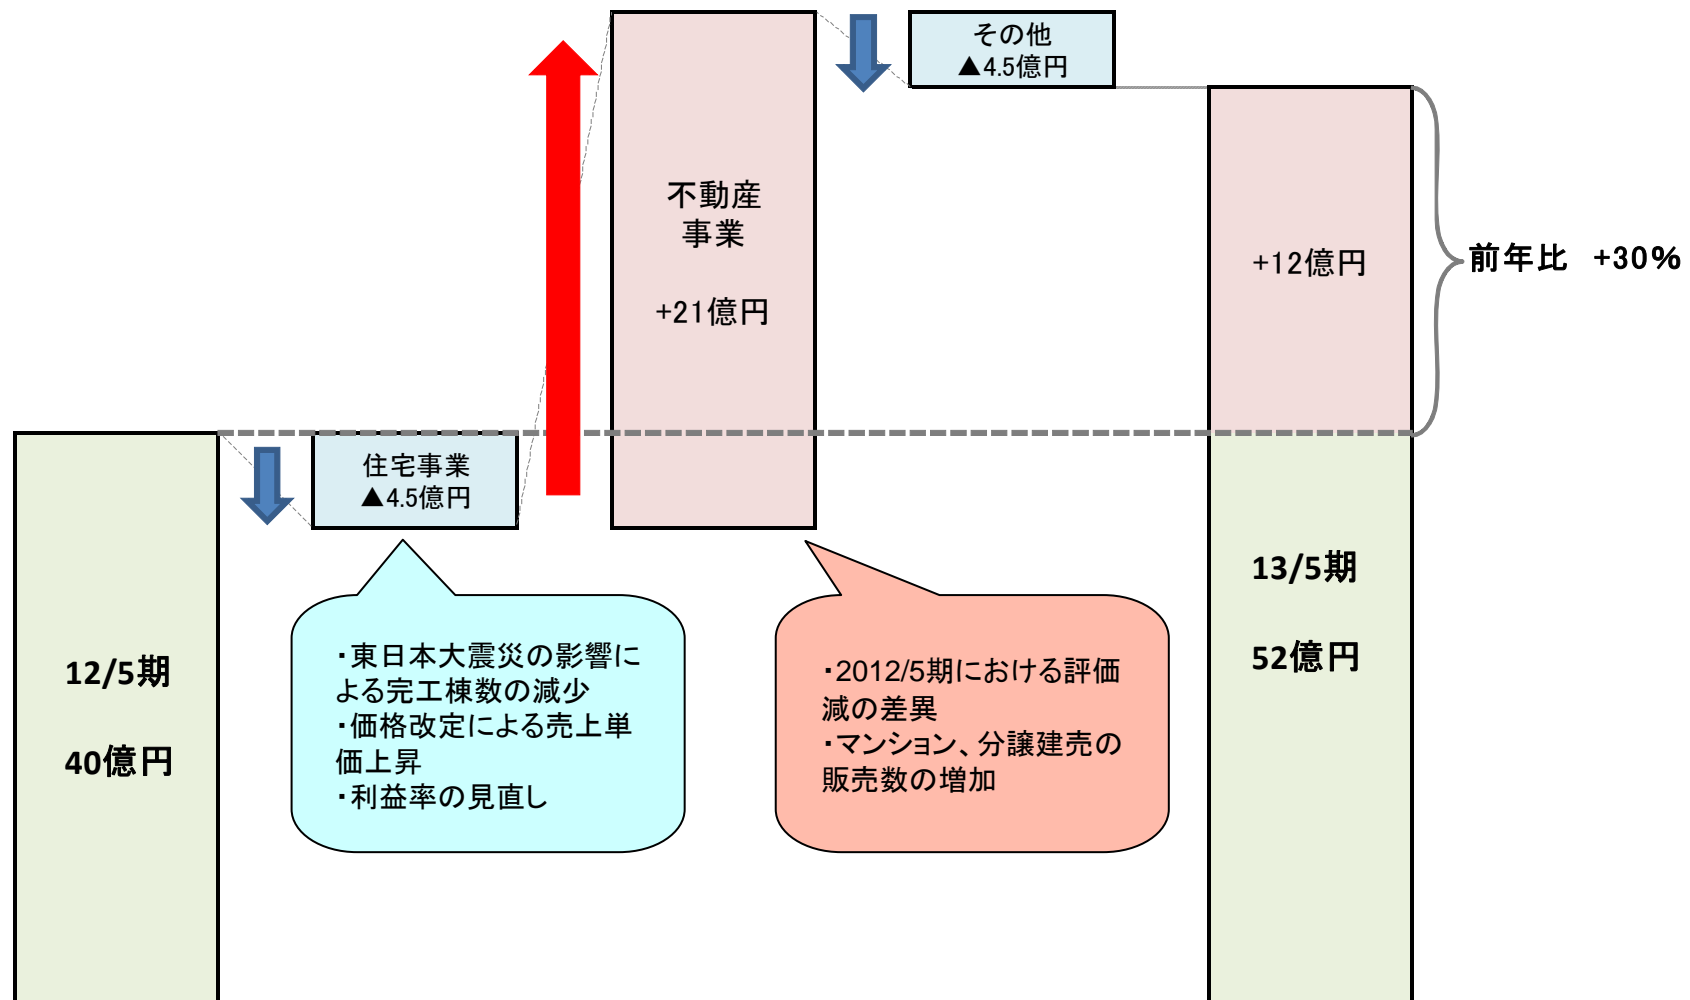 12/5期
40億円
住宅事業
▲4.5億円
・東日本大震災の影響に
よる完工棟数の減少
・価格改定による売上単
価上昇
・利益率の見直し
不動産
事業
+21億円
・2012/5期における評価
減の差異
・マンション、分譲建売の
販売数の増加
その他
▲4.5億円
+12億円
13/5期
52億円
前年比 +30%